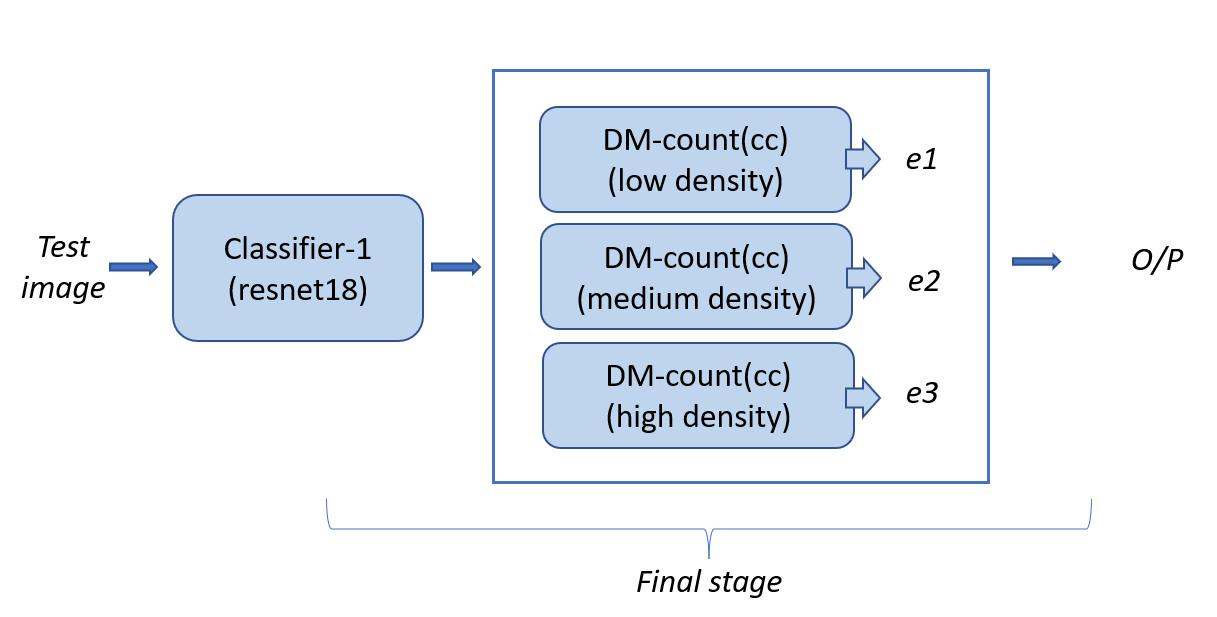 Test
image
Classifier-1
(resnet18)
DM-count(cc)
(low density)
e1
DM-count(cc)
(medium density)
e2
DM-count(cc)
(high density)
e3
O/P
Final stage